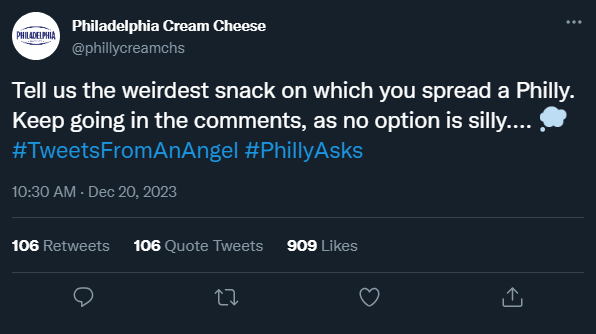 PHILADELPHIA
Philadelphia Cream Cheese
@phillycreamchs
Tell us the weirdest snack on which you spread a Philly.
Keep going in the comments, as no option is silly....
#TweetsFromAnAngel #PhillyAsks
10:30 AM · Dec 20, 2023
106 Retweets 106 Quote Tweets 909 Likes